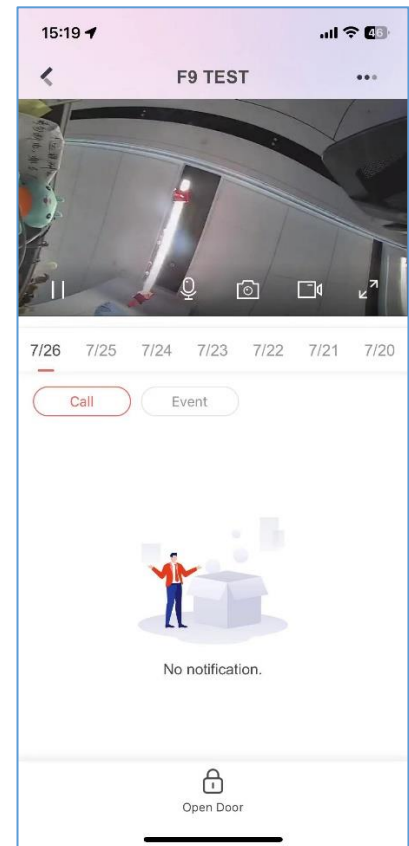 15:19
46
F9 TEST
7/26 7/25 7/24 7/23 7/22 7/21 7/20
Call Event
No notification.
Open Door